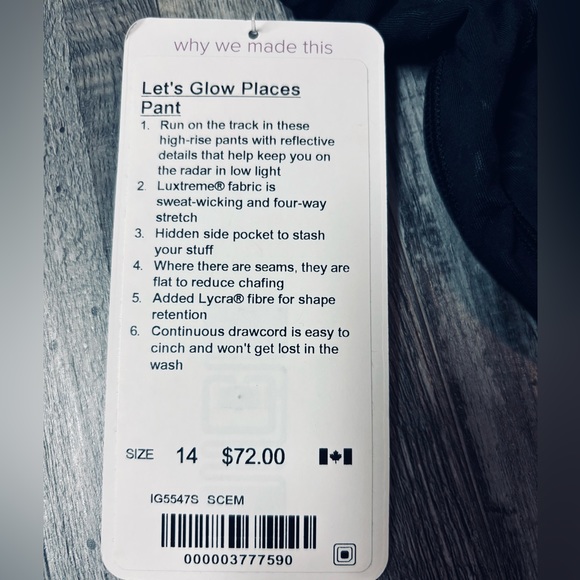 why we made this
Let's Glow Places
Pant
1. Run on the track in these
high-rise pants with reflective
details that help keep you on
the radar in low light
2. Luxtreme® fabric is
sweat-wicking and four-way
stretch
3. Hidden side pocket to stash
your stuff
4. Where there are seams, they are
flat to reduce chafing
5. Added Lycra® fibre for shape
retention
6. Continuous drawcord is easy to
cinch and won't get lost in the
wash
SIZE 14 $72.00
IG5547S SCEM
000003777590